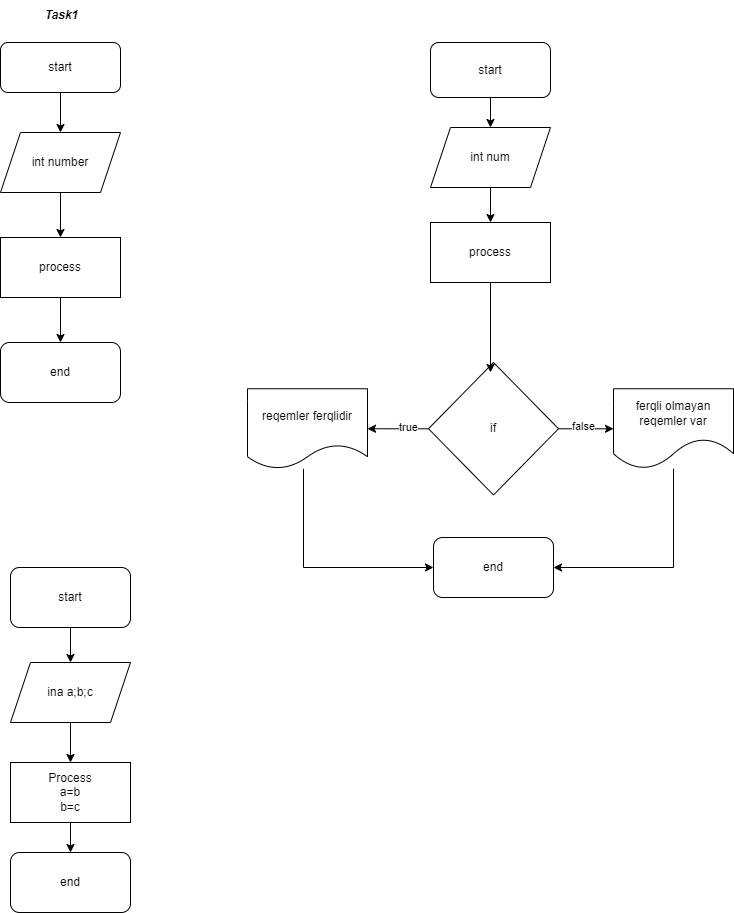 Task1
start
int number
process
end
start
int num
process
if
true
false
reqemler ferqlidir
ferqli olmayan
reqemler var
end
start
ina a;b;c
Process
a=b
b=c
end